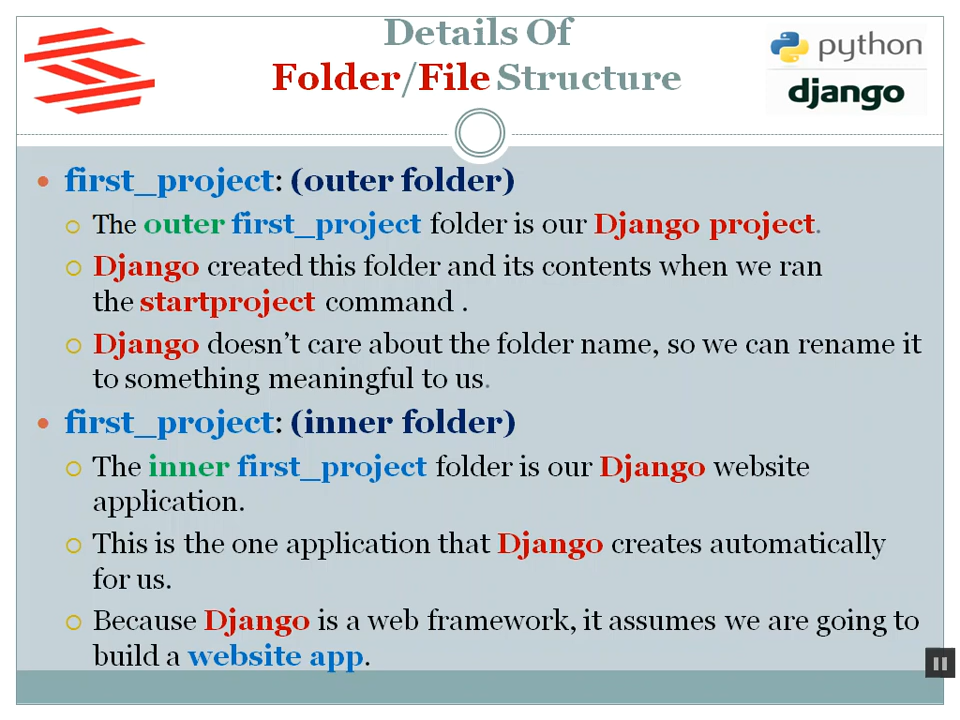 Details Of
Folder/File Structure
python
django
first_project: (outer folder)
The outer first_project folder is our Django project.
Django created this folder and its contents when we ran
the startproject command .
Django doesn’t care about the folder name, so we can rename it
to something meaningful to us.
first_project: (inner folder)
The inner first_project folder is our Django website
application.
This is the one application that Django creates automatically
for us.
Because Django is a web framework, it assumes we are going to
build a website app.